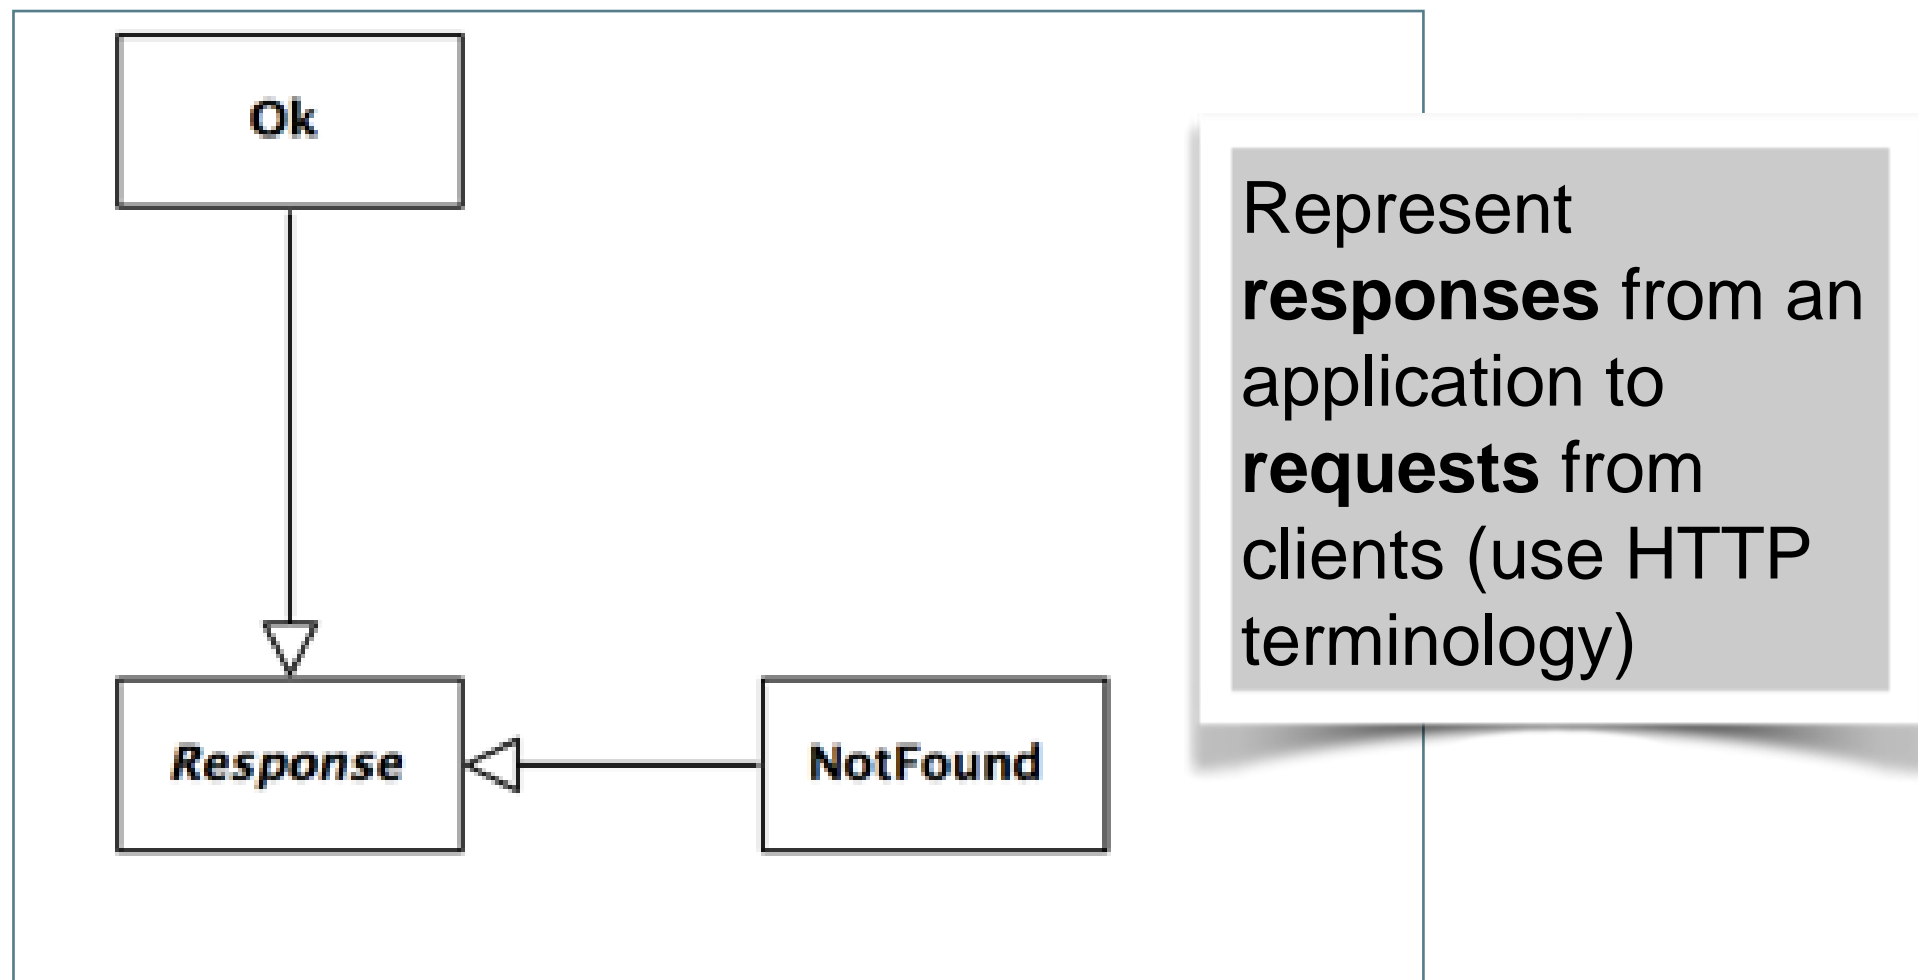 Ok
Represent
responses from an
application to
requests from
clients (use HTTP
terminology)
Response
NotFound